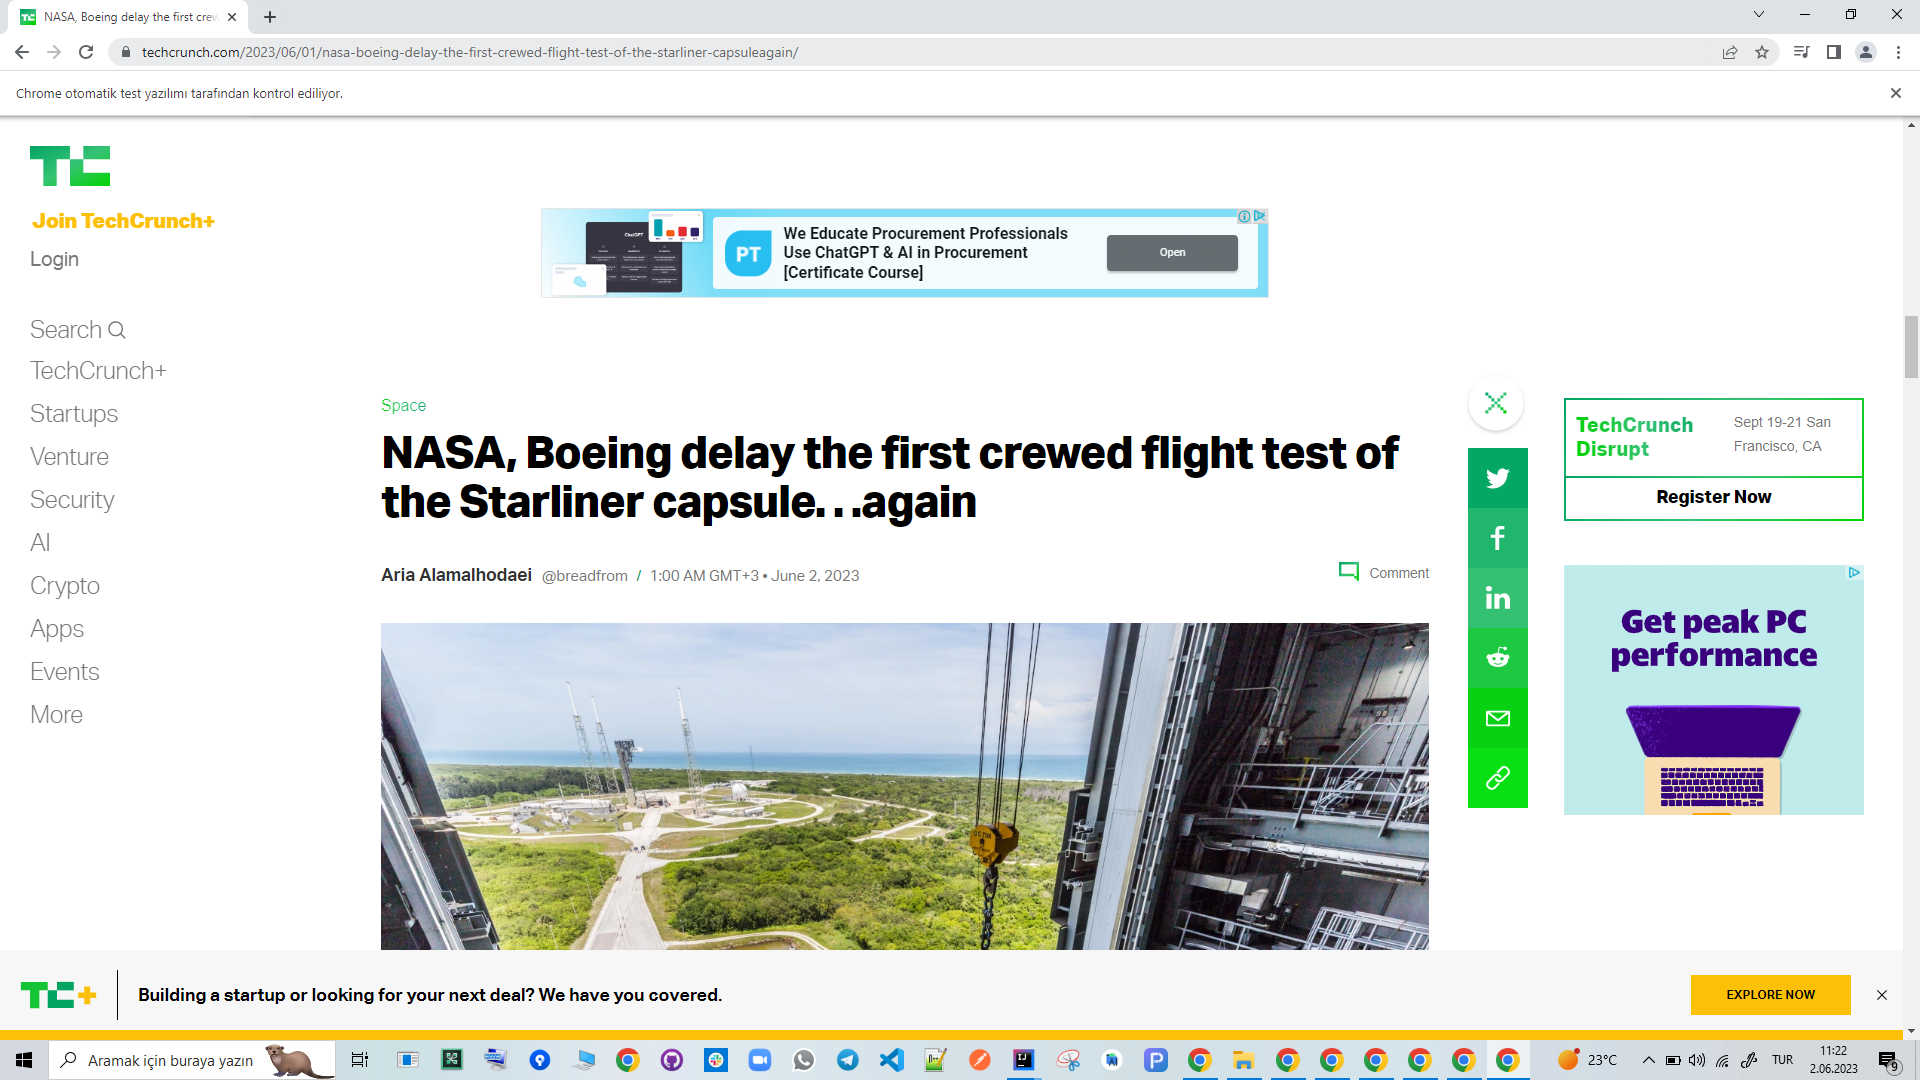 NASA, Boeing delay the first crew
techcrunch.com/2023/06/01/nasa-boeing-delay-the-first-crewed-flight-test-of-the-starliner-capsuleagain/
Chrome otomatik test yazılımı tarafından kontrol ediliyor.
Join TechCrunch+
Login
Search
TechCrunch+
Startups
Venture
Security
AI
Crypto
Apps
Events
More
ChatGPT
PT
We Educate Procurement Professionals
Use ChatGPT & AI in Procurement
[Certificate Course]
Open
Space
NASA, Boeing delay the first crewed flight test of
the Starliner capsule…again
Aria Alamalhodaei @breadfrom / 1:00 AM GMT+3 • June 2, 2023
Comment
TechCrunch
Disrupt
Sept 19-21 San
Francisco, CA
Register Now
Get peak PC
performance
TC+
Building a startup or looking for your next deal? We have you covered.
EXPLORE NOW
Aramak için buraya yazın
23°C
TUR
11:22
2.06.2023
9